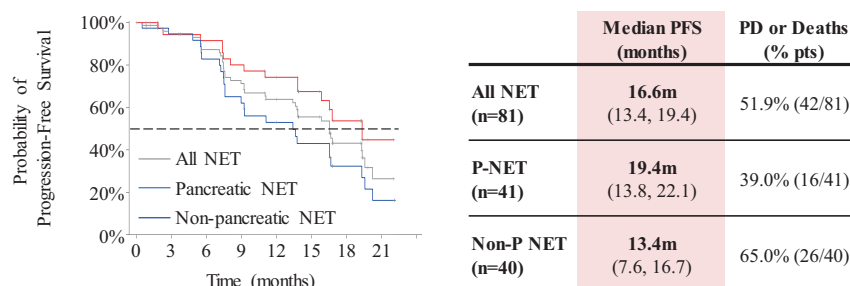 100%
80%
60%
40%
20%
0%
Probability of
Progression-Free Survival
All NET
Pancreatic NET
Non-pancreatic NET
0 3 6 9 12 15 18 21
Time (months)
Median PFS
(months)
PD or Deaths
(% pts)
All NET
(n=81)
16.6m
(13.4, 19.4)
51.9% (42/81)
P-NET
(n=41)
19.4m
(13.8, 22.1)
39.0% (16/41)
Non-P NET
(n=40)
13.4m
(7.6, 16.7)
65.0% (26/40)